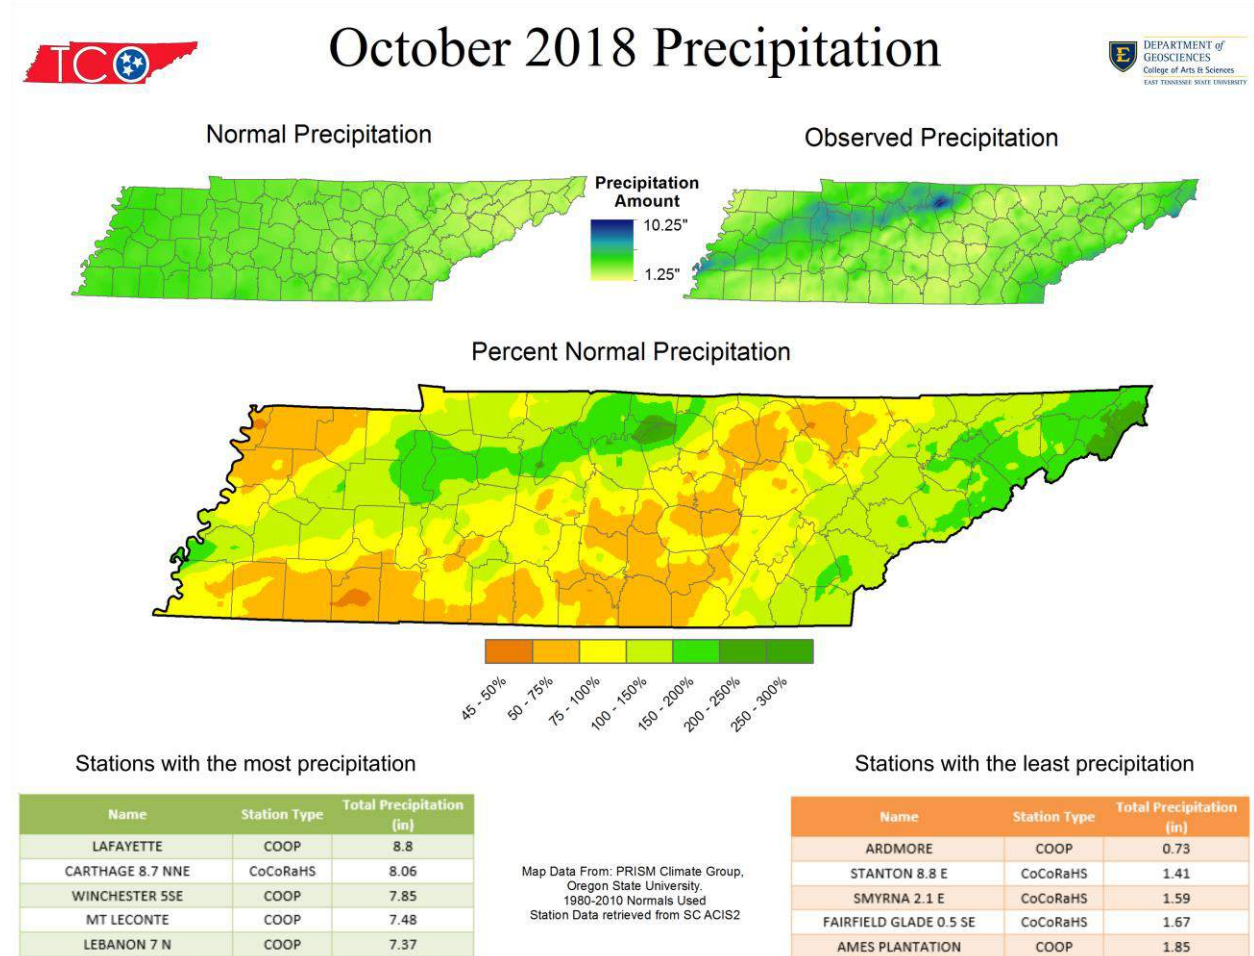 TCO
October 2018 Precipitation
E
DEPARTMENT of
GEOSCIENCES
College of Arts & Sciences
EAST TENNESSEE STATE UNIVERSITY
Normal Precipitation
Observed Precipitation
Precipitation
Amount
10.25"
1.25"
Percent Normal Precipitation
45 - 50%
50 - 75%
75 - 100%
100 - 150%
150 - 200%
200 - 250%
250 - 300%
Stations with the most precipitation
Name Station Type Total Precipitation
(in)
LAFAYETTE COOP 8.8
CARTHAGE 8.7 NNE CoCoRaHS 8.06
WINCHESTER 5SE COOP 7.85
MT LECONTE COOP 7.48
LEBANON 7 N COOP 7.37
Map Data From: PRISM Climate Group,
Oregon State University.
1980-2010 Normals Used
Station Data retrieved from SC ACIS2
Stations with the least precipitation
Name Station Type Total Precipitation
(in)
ARDMORE COOP 0.73
STANTON 8.8 E CoCoRaHS 1.41
SMYRNA 2.1 E CoCoRaHS 1.59
FAIRFIELD GLADE 0.5 SE CoCoRaHS 1.67
AMES PLANTATION COOP 1.85